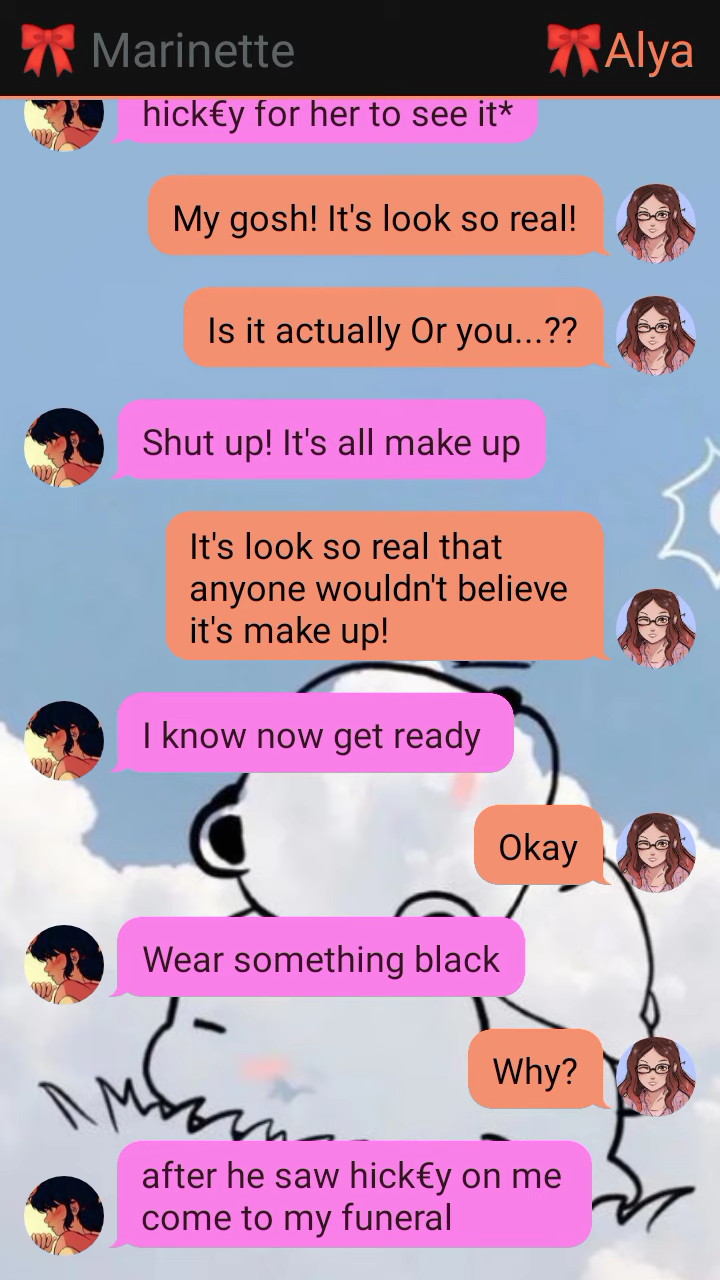 🎀 Marinette
🎀Alya
hick€y for her to see it*
My gosh! It's look so real!
Is it actually Or you...??
Shut up! It's all make up
It's look so real that
anyone wouldn't believe
it's make up!
I know now get ready
Okay
Wear something black
Why?
after he saw hick€y on me
come to my funeral